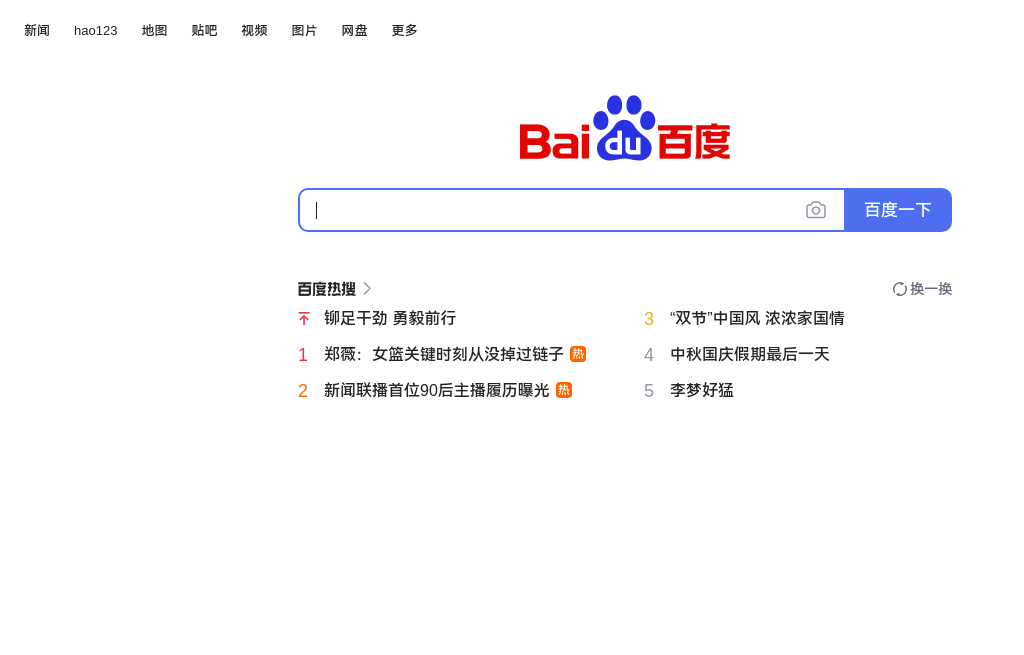 新闻 hao123 地图 贴吧 视频 图片 网盘 更多
Bai du 百度
百度一下
百度热搜 换一换
铆足干劲 勇毅前行
1 郑薇：女篮关键时刻从没掉过链子 热
2 新闻联播首位90后主播履历曝光 热
3 “双节”中国风 浓浓家国情
4 中秋国庆假期最后一天
5 李梦好猛